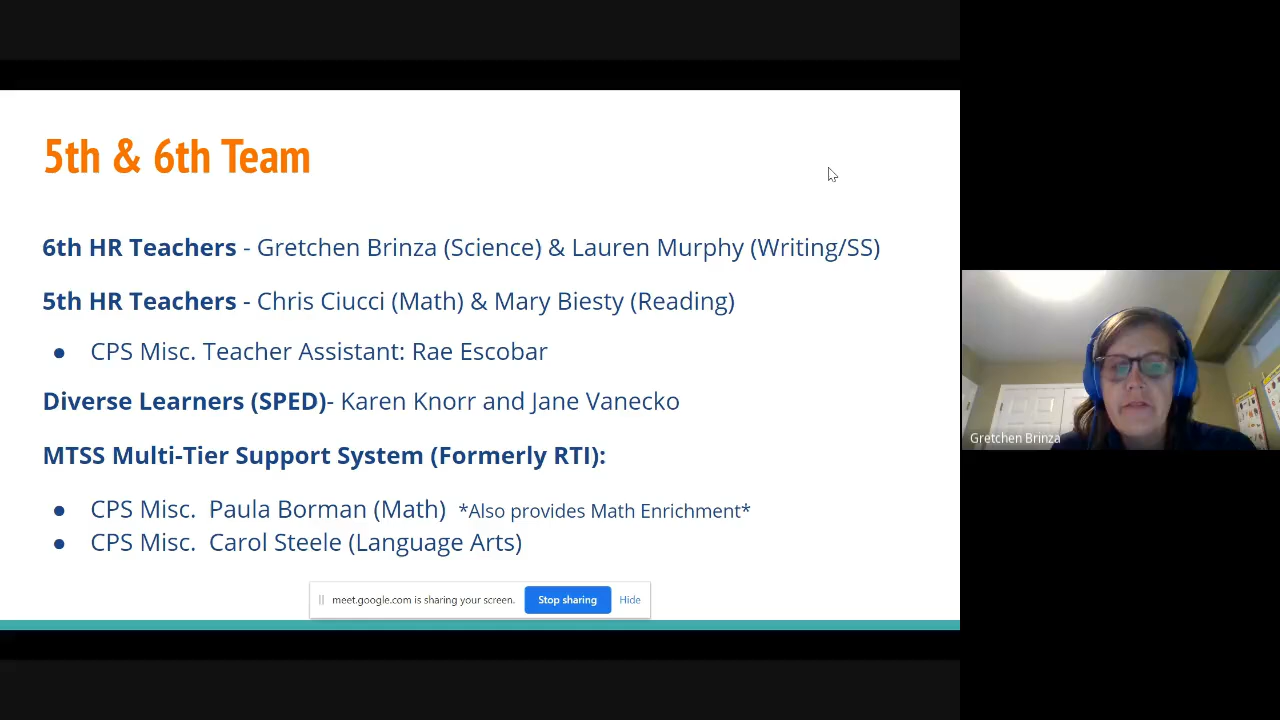 5th & 6th Team
6th HR Teachers - Gretchen Brinza (Science) & Lauren Murphy (Writing/SS)
5th HR Teachers - Chris Ciucci (Math) & Mary Biesty (Reading)
● CPS Misc. Teacher Assistant: Rae Escobar
Diverse Learners (SPED)- Karen Knorr and Jane Vanecko
MTSS Multi-Tier Support System (Formerly RTI):
● CPS Misc.  Paula Borman (Math)  *Also provides Math Enrichment*
● CPS Misc.  Carol Steele (Language Arts)
meet.google.com is sharing your screen. Stop sharing Hide
Gretchen Brinza